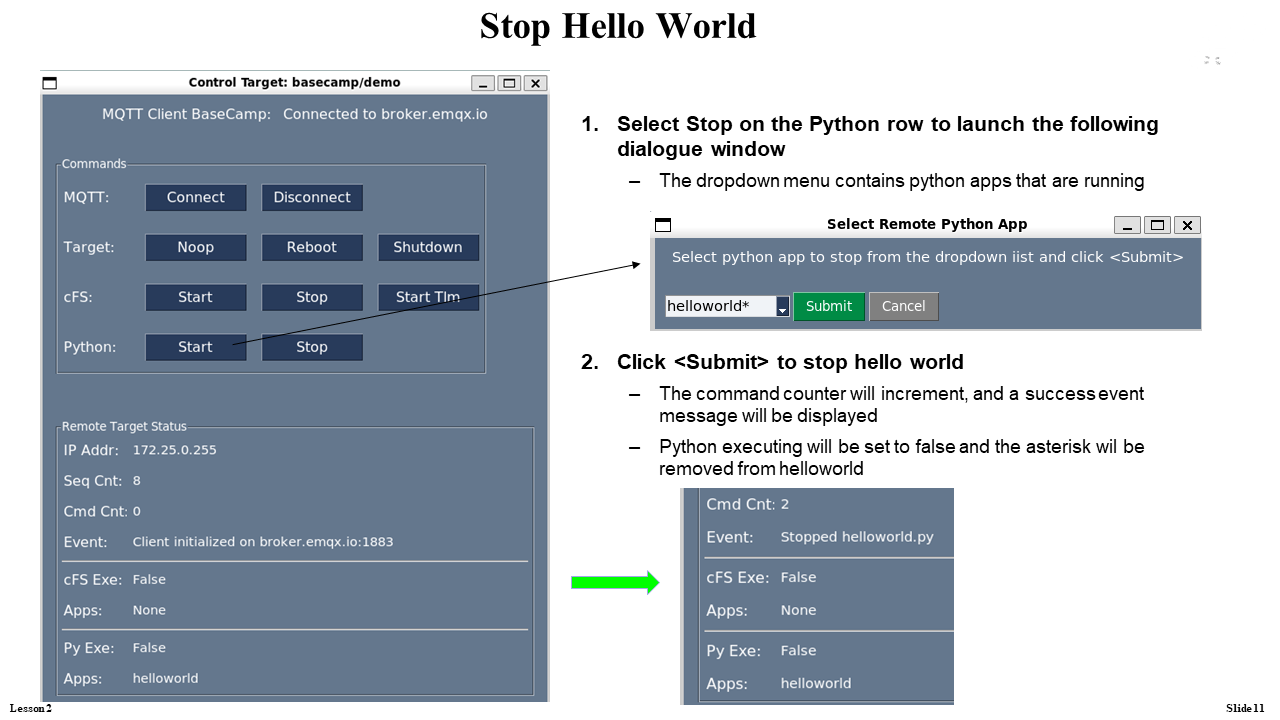 Stop Hello World
Control Target: basecamp/demo
MQTT Client BaseCamp: Connected to broker.emqx.io
Commands
MQTT: Connect Disconnect
Target: Noop Reboot Shutdown
cFS: Start Stop Start Tlm
Python: Start Stop
Remote Target Status
IP Addr: 172.25.0.255
Seq Cnt: 8
Cmd Cnt: 0
Event: Client initialized on broker.emqx.io:1883
cFS Exe: False
Apps: None
Py Exe: False
Apps: helloworld
1. Select Stop on the Python row to launch the following
dialogue window
– The dropdown menu contains python apps that are running
Select Remote Python App
Select python app to stop from the dropdown iist and click <Submit>
helloworld* Submit Cancel
2. Click <Submit> to stop hello world
– The command counter will increment, and a success event
message will be displayed
– Python executing will be set to false and the asterisk wil be
removed from helloworld
Cmd Cnt: 2
Event: Stopped helloworld.py
cFS Exe: False
Apps: None
Py Exe: False
Apps: helloworld
Lesson 2
Slide 11